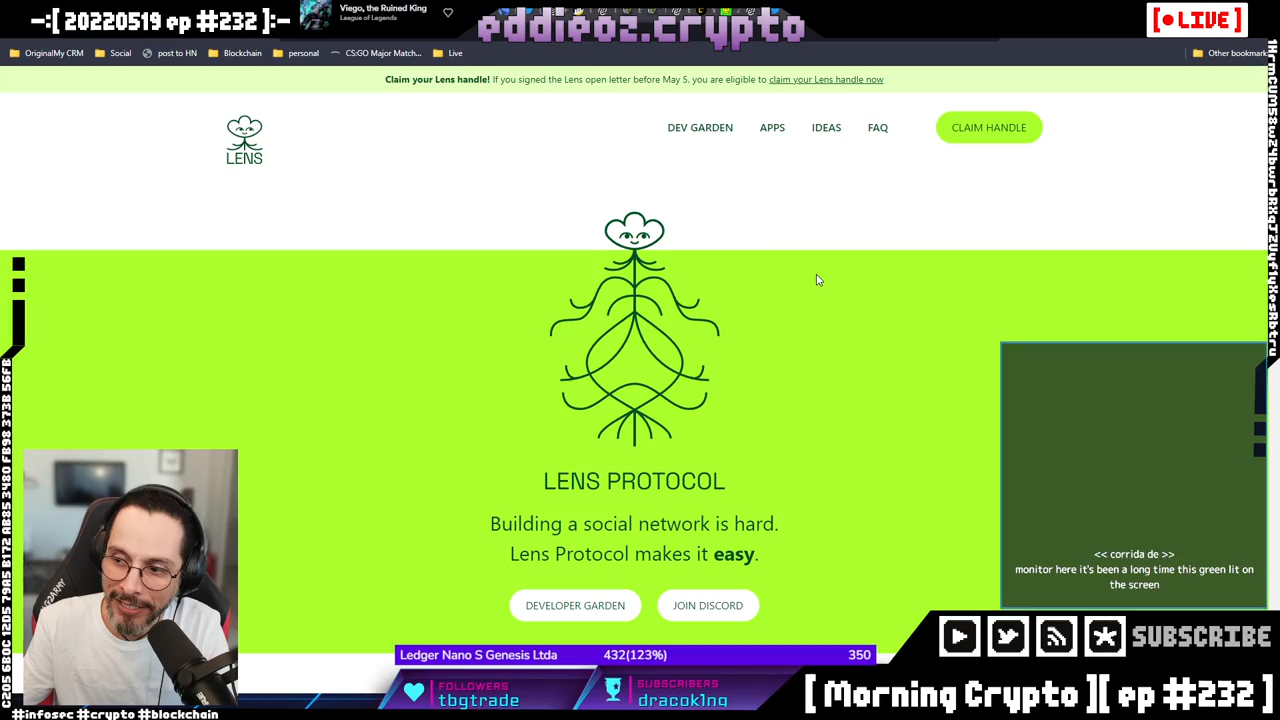 -:[ 20220519 ep #232 ]:-
Viego, the Ruined King
League of Legends
eddieoz.crypto
[ • LIVE ]
OriginalMy CRM
Social
post to HN
Blockchain
personal
CS:GO Major Match...
Live
Other bookmark
Claim your Lens handle! If you signed the Lens open letter before May 5, you are eligible to claim your Lens handle now
LENS
DEV GARDEN
APPS
IDEAS
FAQ
CLAIM HANDLE
LENS PROTOCOL
Building a social network is hard.
Lens Protocol makes it easy.
DEVELOPER GARDEN
JOIN DISCORD
<< corrida de >>
monitor here it's been a long time this green lit on
the screen
SUBSCRIBE
Ledger Nano S Genesis Ltda
432(123%)
350
FOLLOWERS
tbgtrade
SUBSCRIBERS
dracok1ng
[ Morning Crypto ][ ep #232 ]
#infosec #crypto #blockchain